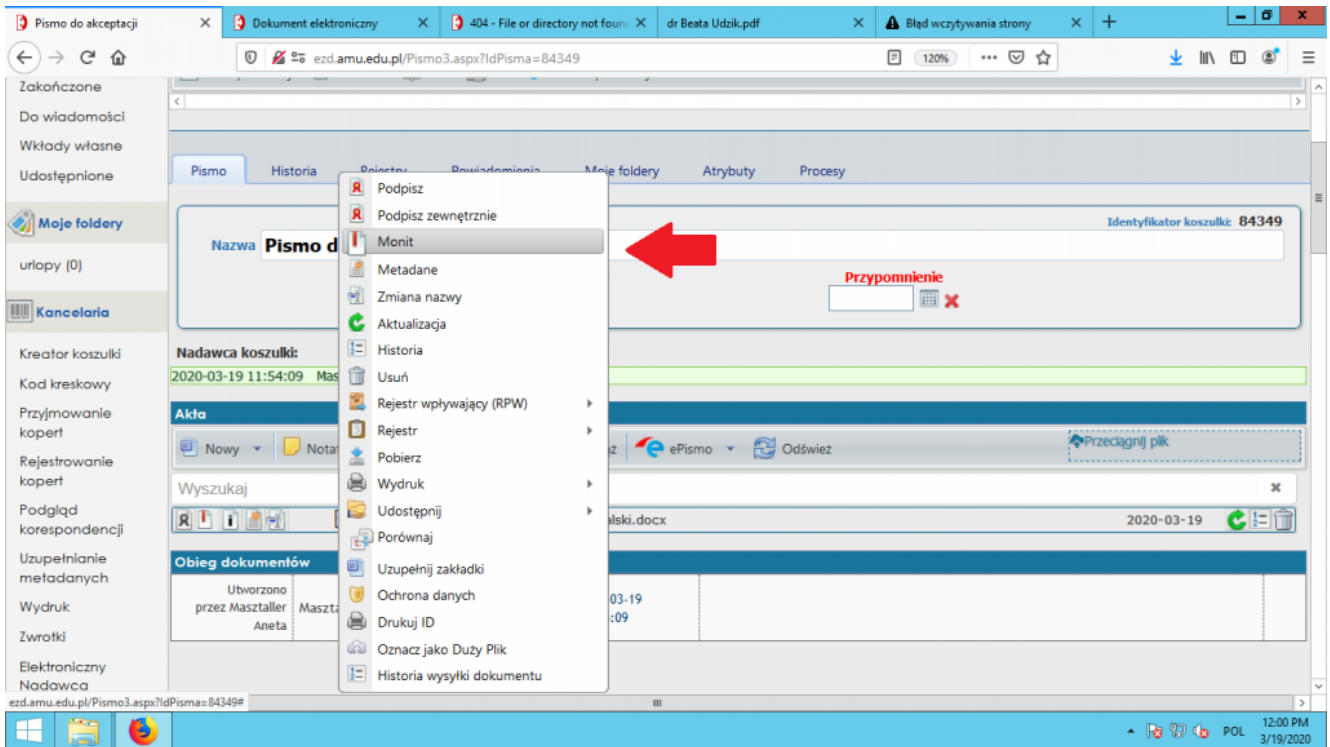 Pismo do akceptacji
Dokument elektroniczny
404 - File or directory not foun
dr Beata Udzik.pdf
Błąd wczytywania strony
ezd.amu.edu.pl/Pismo3.aspx?IdPisma=84349
120%
Zakończone
Do wiadomości
Wkłady własne
Udostępnione
Moje foldery
urlopy (0)
Kancelaria
Kreator koszulki
Kod kreskowy
Przyjmowanie
kopert
Rejestrowanie
kopert
Podgląd
korespondencji
Uzupełnianie
metadanych
Wydruk
Zwrotki
Elektroniczny
Nadawca
Pismo Historia Rejestry Powiadomienia Moje foldery Atrybuty Procesy
Identyfikator koszulki: 84349
Nazwa Pismo d
Przypomnienie
Nadawca koszulki:
2020-03-19 11:54:09 Mas
Akta
Nowy Nota
ePismo Odśwież
Przeciągnij plik
Wyszukaj
alski.docx 2020-03-19
Obieg dokumentów
Utworzono
przez Masztaller
Aneta
Maszta
03-19
:09
Podpisz
Podpisz zewnętrznie
Monit
Metadane
Zmiana nazwy
Aktualizacja
Historia
Usuń
Rejestr wpływający (RPW)
Rejestr
Pobierz
Wydruk
Udostępnij
Porównaj
Uzupełnij zakładki
Ochrona danych
Drukuj ID
Oznacz jako Duży Plik
Historia wysyłki dokumentu
ezd.amu.edu.pl/Pismo3.aspx?IdPisma=84349#
POL
12:00 PM
3/19/2020